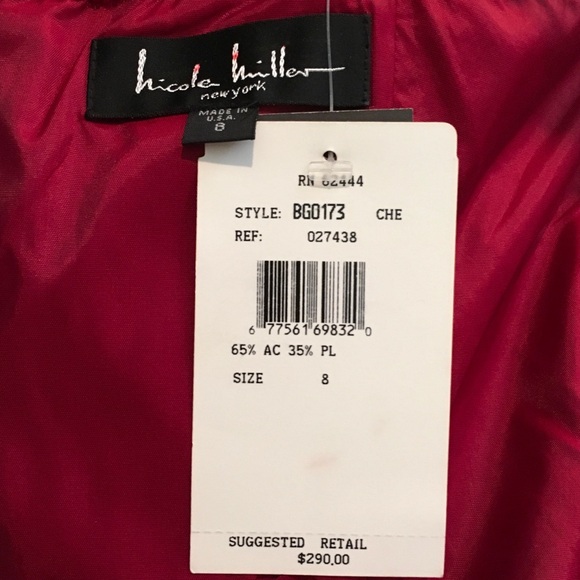 nicole miller
new york
MADE IN
U.S.A.
8
RN 62444
STYLE: BG0173 CHE
REF: 027438
6 77561 69832 0
65% AC 35% PL
SIZE 8
SUGGESTED RETAIL
$290.00